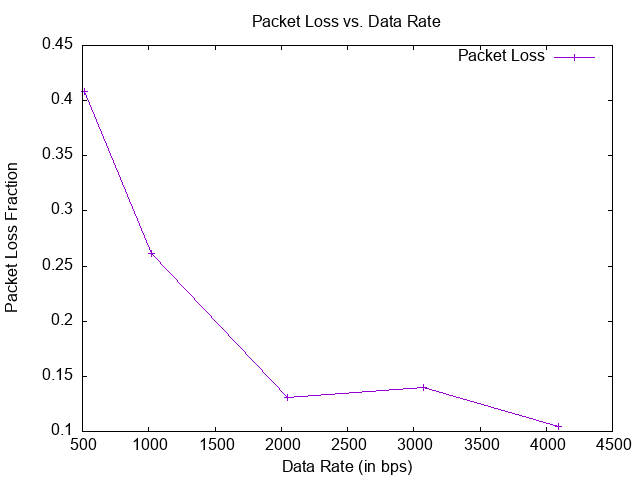 Packet Loss vs. Data Rate
Packet Loss
0.45
0.4
0.35
0.3
0.25
0.2
0.15
0.1
Packet Loss Fraction
500 1000 1500 2000 2500 3000 3500 4000 4500
Data Rate (in bps)